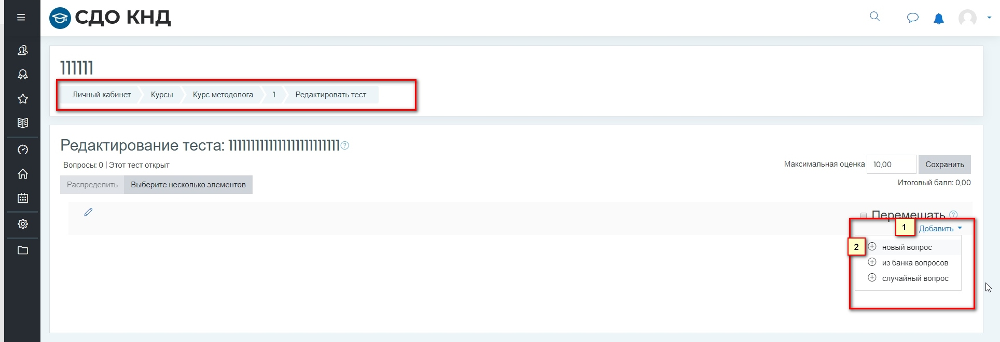 СДО КНД
111111
Личный кабинет
Курсы
Курс методолога
1
Редактировать тест
Редактирование теста: 1111111111111111111111111
Вопросы: 0 | Этот тест открыт
Максимальная оценка 10,00 Сохранить
Итоговый балл: 0,00
Распределить Выберите несколько элементов
Перемешать
1 Добавить
2 новый вопрос
из банка вопросов
случайный вопрос